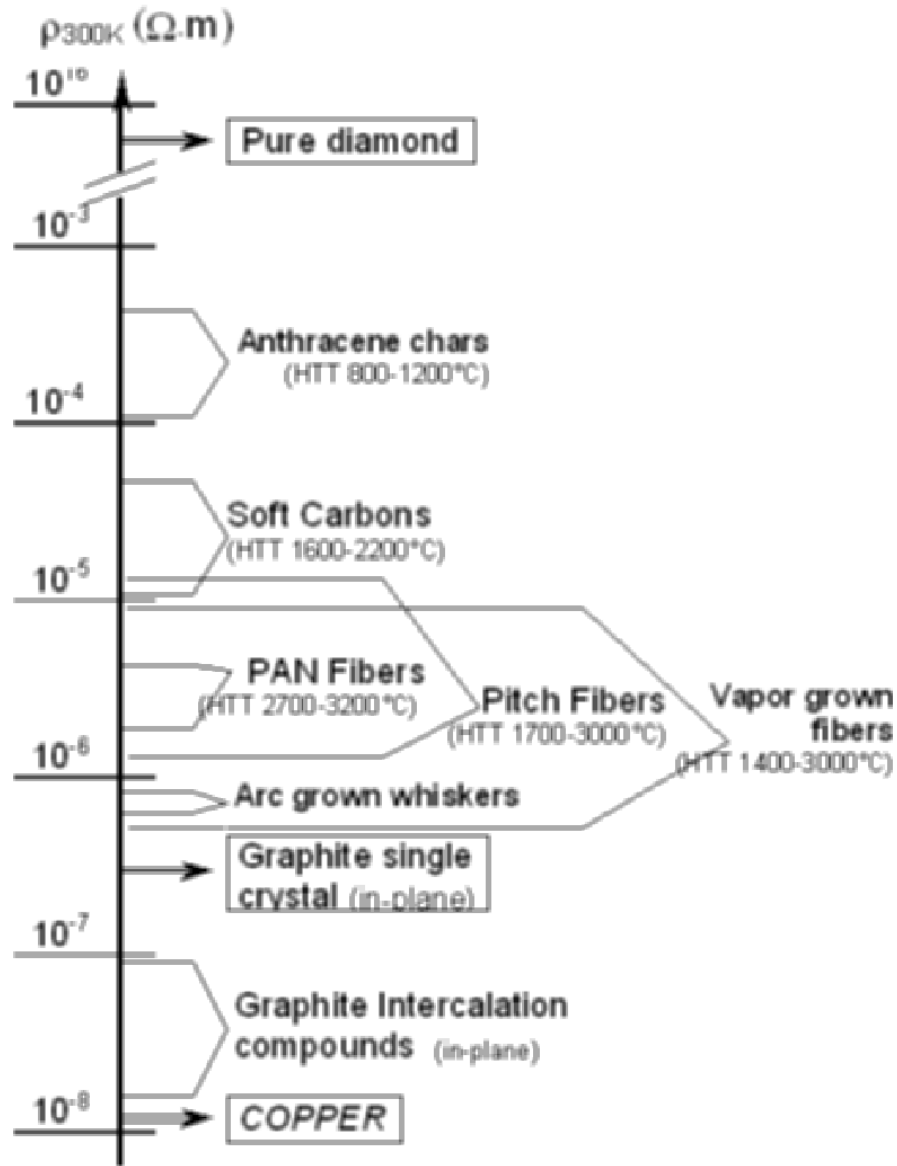 ρ300K (Ω.m)
10^16
Pure diamond
10^-3
Anthracene chars
(HTT 800-1200°C)
10^-4
Soft Carbons
(HTT 1600-2200°C)
10^-5
PAN Fibers
(HTT 2700-3200°C)
Pitch Fibers
(HTT 1700-3000°C)
Vapor grown
fibers
(HTT 1400-3000°C)
10^-6
Arc grown whiskers
Graphite single
crystal (in-plane)
10^-7
Graphite Intercalation
compounds (in-plane)
10^-8
COPPER